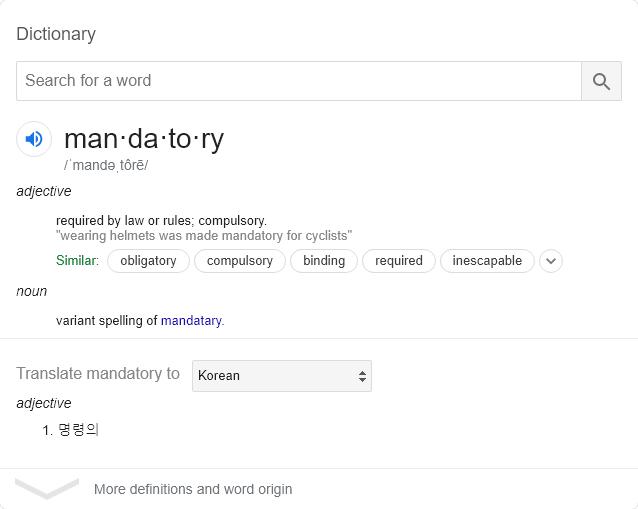 Dictionary
Search for a word
man·da·to·ry
/ˈmandəˌtôrē/
adjective
required by law or rules; compulsory.
"wearing helmets was made mandatory for cyclists"
Similar: obligatory compulsory binding required inescapable
noun
variant spelling of mandatary.
Translate mandatory to Korean
adjective
1. 명령의
More definitions and word origin